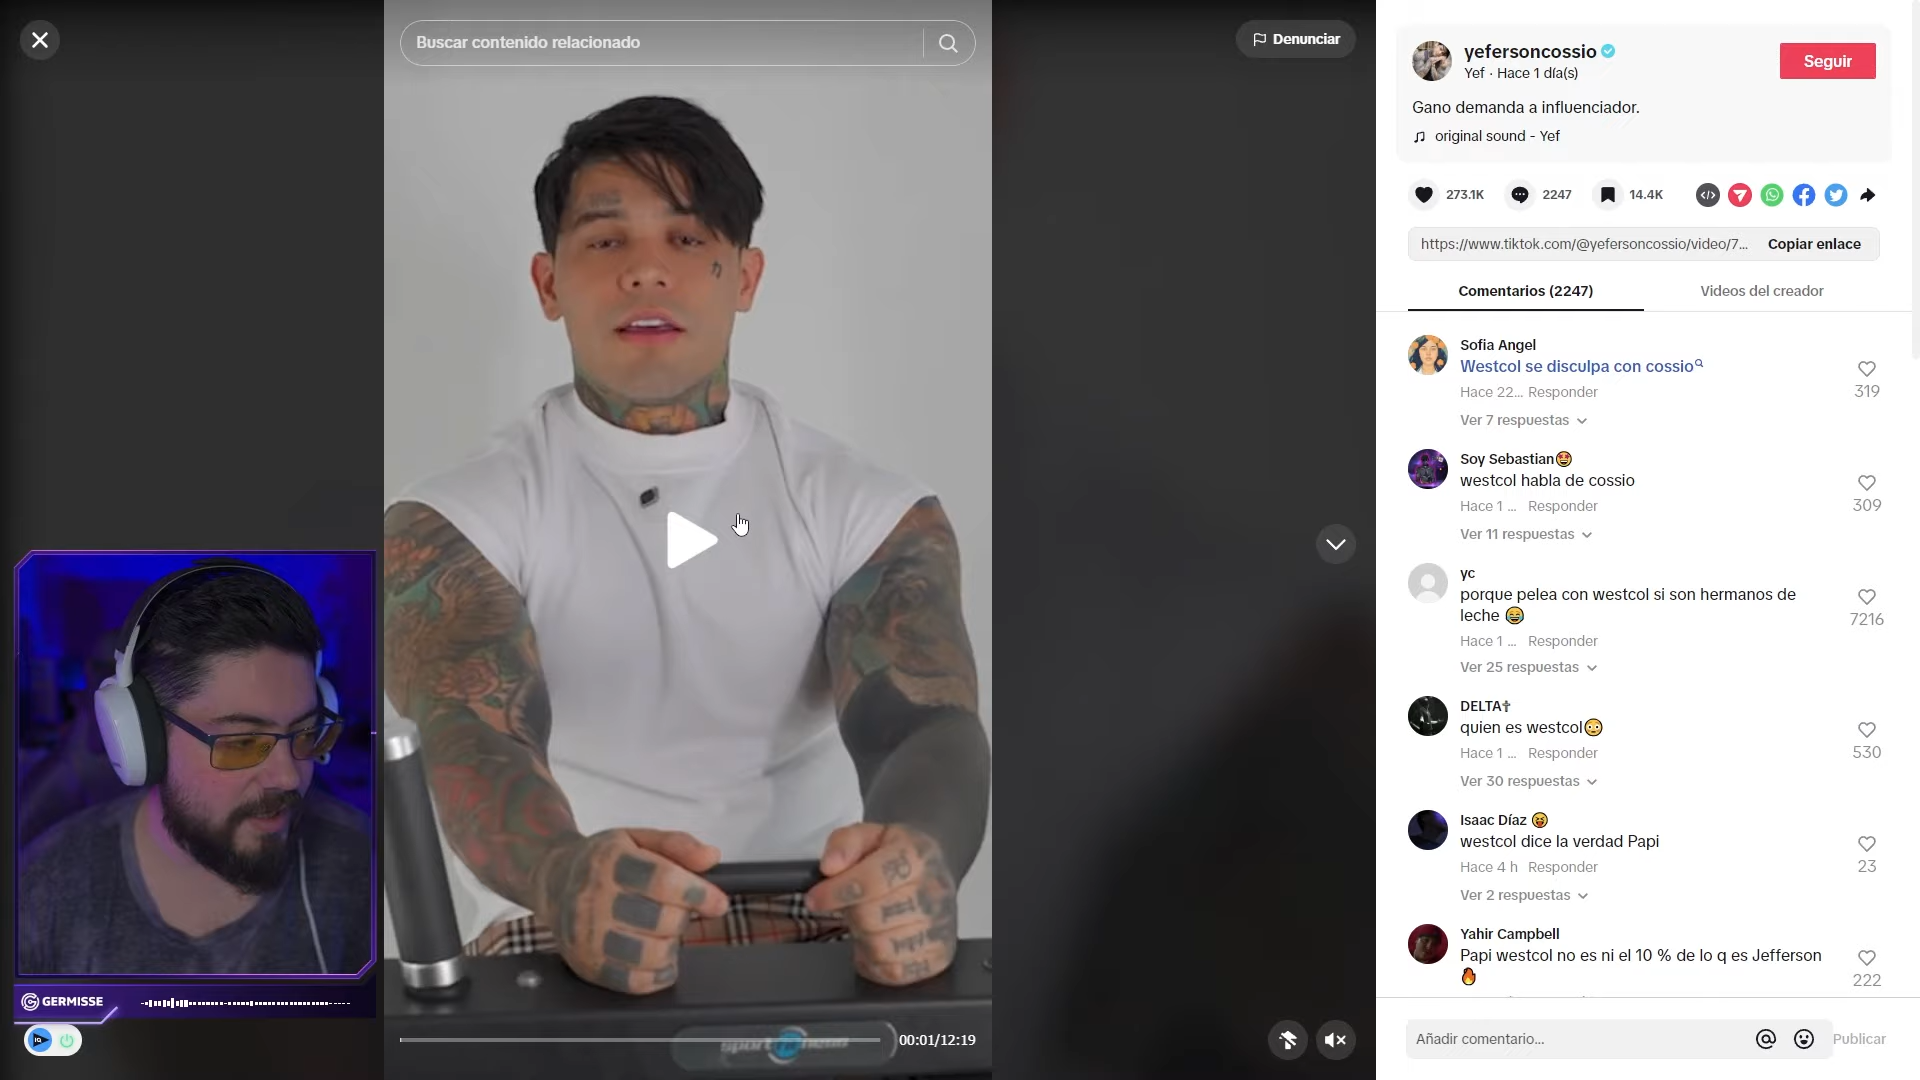 Buscar contenido relacionado
Denunciar
00:01/12:19
GERMISSE
yefersoncossio
Yef · Hace 1 día(s)
Seguir
Gano demanda a influenciador.
original sound - Yef
273.1K
2247
14.4K
https://www.tiktok.com/@yefersoncossio/video/7...
Copiar enlace
Comentarios (2247)
Videos del creador
Sofia Angel
Westcol se disculpa con cossio
Hace 22... Responder
319
Ver 7 respuestas
Soy Sebastian🤩
westcol habla de cossio
Hace 1 ... Responder
309
Ver 11 respuestas
yc
porque pelea con westcol si son hermanos de
leche 😂
Hace 1 ... Responder
7216
Ver 25 respuestas
DELTA✞
quien es westcol😳
Hace 1 ... Responder
530
Ver 30 respuestas
Isaac Díaz 😝
westcol dice la verdad Papi
Hace 4 h Responder
23
Ver 2 respuestas
Yahir Campbell
Papi westcol no es ni el 10 % de lo q es Jefferson
🔥
222
Añadir comentario...
Publicar